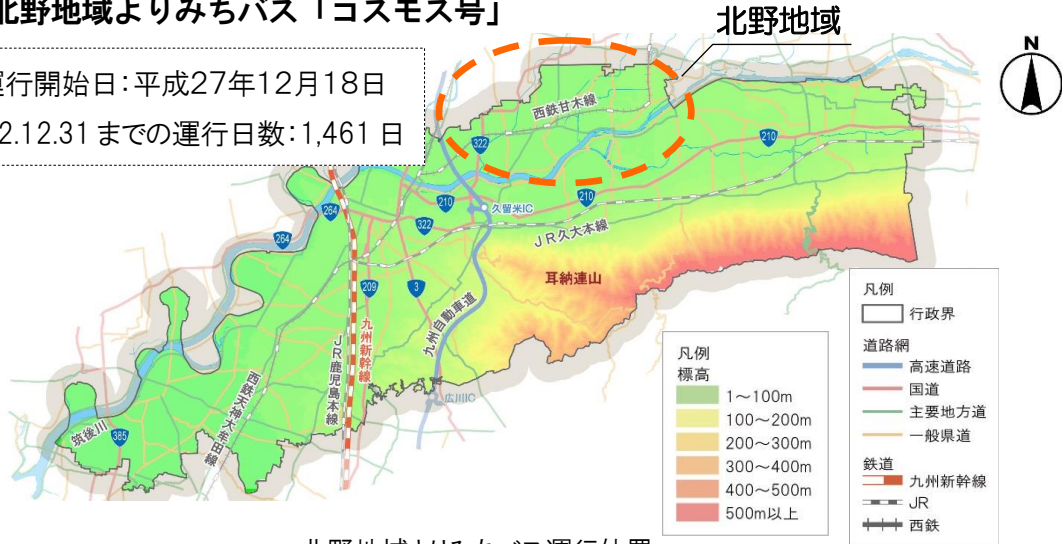 北野地域よりみちバス「コスモス号」
北野地域
N
運行開始日:平成27年12月18日
2.12.31 までの運行日数:1,461 日
西鉄甘木線
322
210
210
久留米IC
264
210
322
264
JR久大本線
耳納連山
209
3
九州自動車道
九州新幹線
JR鹿児島本線
西鉄天神大牟田線
広川IC
筑後川
385
凡例
標高
1～100m
100～200m
200～300m
300～400m
400～500m
500m以上
凡例
行政界
道路網
高速道路
国道
主要地方道
一般県道
鉄道
九州新幹線
JR
西鉄